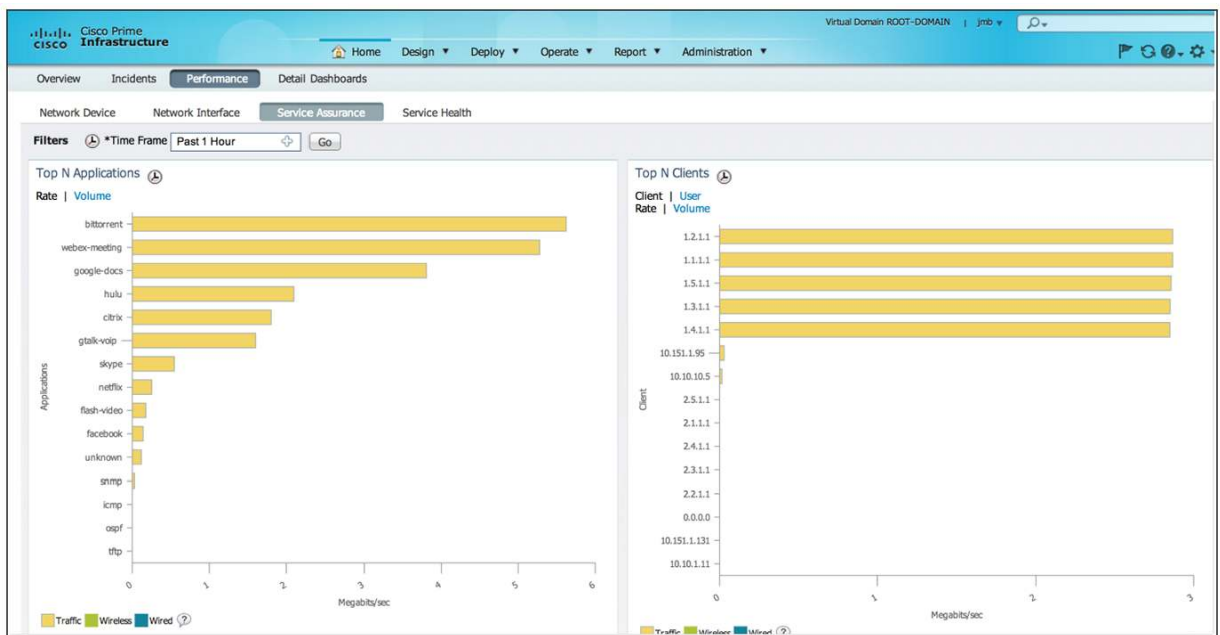 Virtual Domain ROOT-DOMAIN | jmb
cisco Cisco Prime
Infrastructure
Home Design Deploy Operate Report Administration
Overview Incidents Performance Detail Dashboards
Network Device Network Interface Service Assurance Service Health
Filters *Time Frame Past 1 Hour Go
Top N Applications
Rate | Volume
bittorrent
webex-meeting
google-docs
hulu
citrix
gtalk-voip
skype
netflix
flash-video
facebook
unknown
snmp
icmp
ospf
tftp
Applications
0 1 2 3 4 5 6
Megabits/sec
Traffic Wireless Wired ?
Top N Clients
Client | User
Rate | Volume
1.2.1.1
1.1.1.1
1.5.1.1
1.3.1.1
1.4.1.1
10.151.1.95
10.10.10.5
2.5.1.1
2.1.1.1
2.4.1.1
2.3.1.1
2.2.1.1
0.0.0.0
10.151.1.131
10.10.1.11
Client
0 1 2 3
Megabits/sec
Traffic Wireless Wired ?